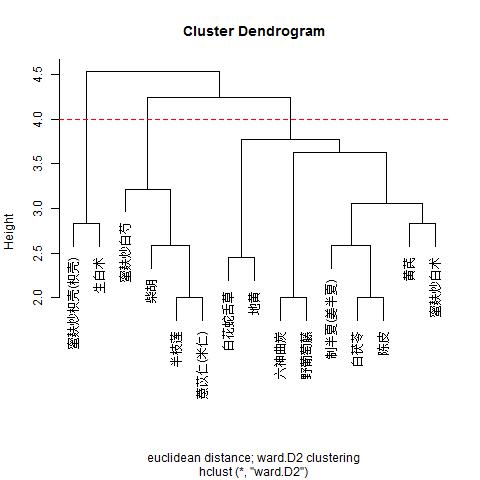 Cluster Dendrogram
Height
4.5
4.0
3.5
3.0
2.5
2.0
蜜麸炒枳壳(枳壳)
生白术
蜜麸炒白芍
柴胡
半枝莲
薏苡仁(米仁)
白花蛇舌草
地黄
六神曲炭
野葡萄藤
制半夏(姜半夏)
白茯苓
陈皮
黄芪
蜜麸炒白术
euclidean distance; ward.D2 clustering
hclust (*, "ward.D2")